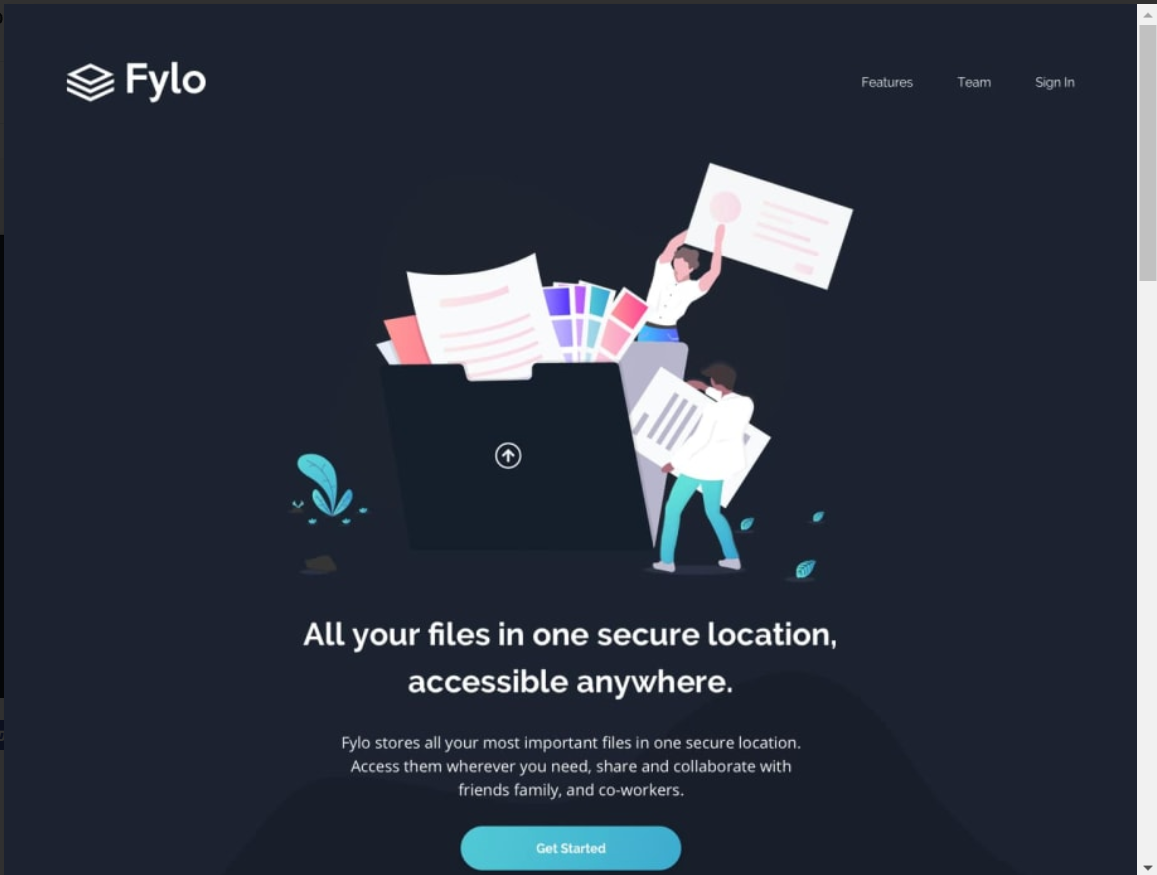 Fylo
Features
Team
Sign In
All your files in one secure location,
accessible anywhere.
Fylo stores all your most important files in one secure location.
Access them wherever you need, share and collaborate with
friends family, and co-workers.
Get Started